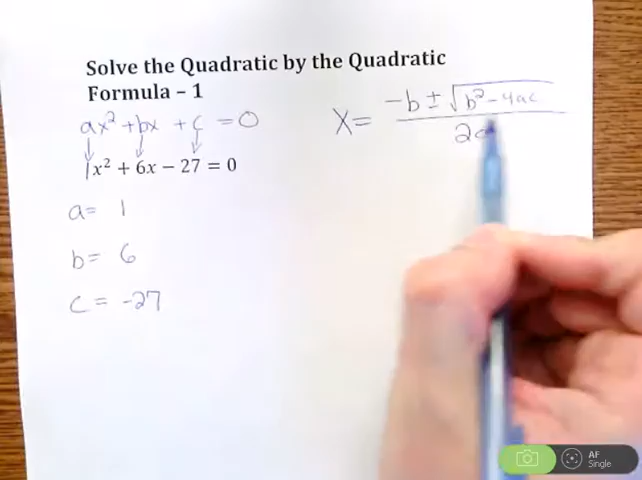 Solve the Quadratic by the Quadratic
Formula – 1
ax² + bx + c = 0
1x² + 6x − 27 = 0
a = 1
b = 6
c = -27
x = -b ± √b² - 4ac
2a
AF
Single